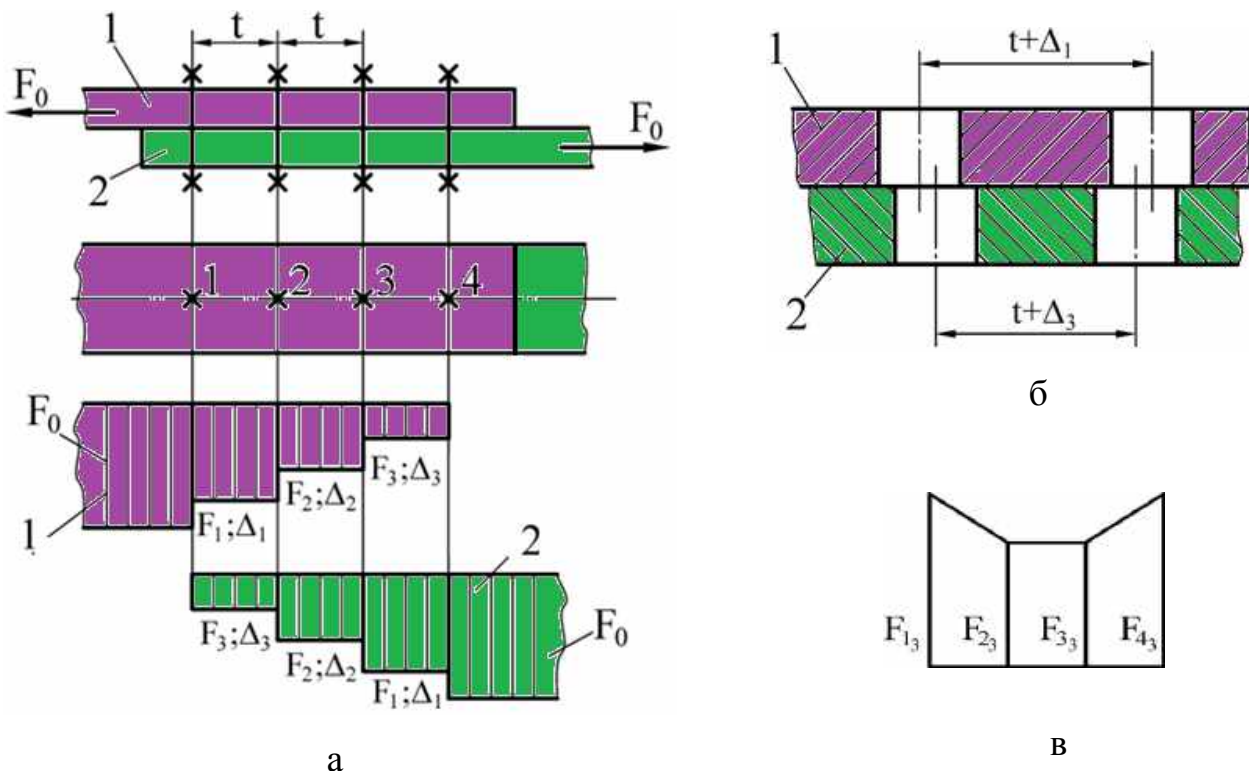 t t
1
F₀
F₀
2
1 2 3 4
F₀
1
F₁;Δ₁
F₂;Δ₂
F₃;Δ₃
2
F₃;Δ₃
F₂;Δ₂
F₁;Δ₁
F₀
а
1
t+Δ₁
2
t+Δ₃
б
F₁₃ F₂₃ F₃₃ F₄₃
в